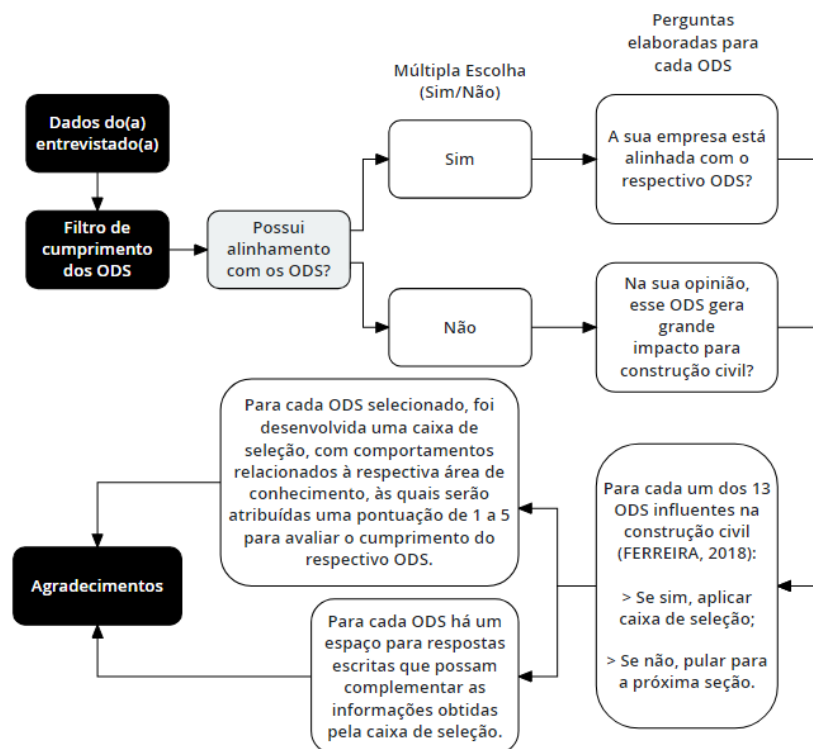 Perguntas
elaboradas para
cada ODS
Múltipla Escolha
(Sim/Não)
Dados do(a)
entrevistado(a)
Sim
A sua empresa está
alinhada com o
respectivo ODS?
Filtro de
cumprimento
dos ODS
Possui
alinhamento
com os ODS?
Não
Na sua opinião,
esse ODS gera
grande
impacto para
construção civil?
Para cada ODS selecionado, foi
desenvolvida uma caixa de
seleção, com comportamentos
relacionados à respectiva área de
conhecimento, às quais serão
atribuídas uma pontuação de 1 a 5
para avaliar o cumprimento do
respectivo ODS.
Para cada um dos 13
ODS influentes na
construção civil
(FERREIRA, 2018):
> Se sim, aplicar
caixa de seleção;
> Se não, pular para
a próxima seção.
Agradecimentos
Para cada ODS há um
espaço para respostas
escritas que possam
complementar as
informações obtidas
pela caixa de seleção.